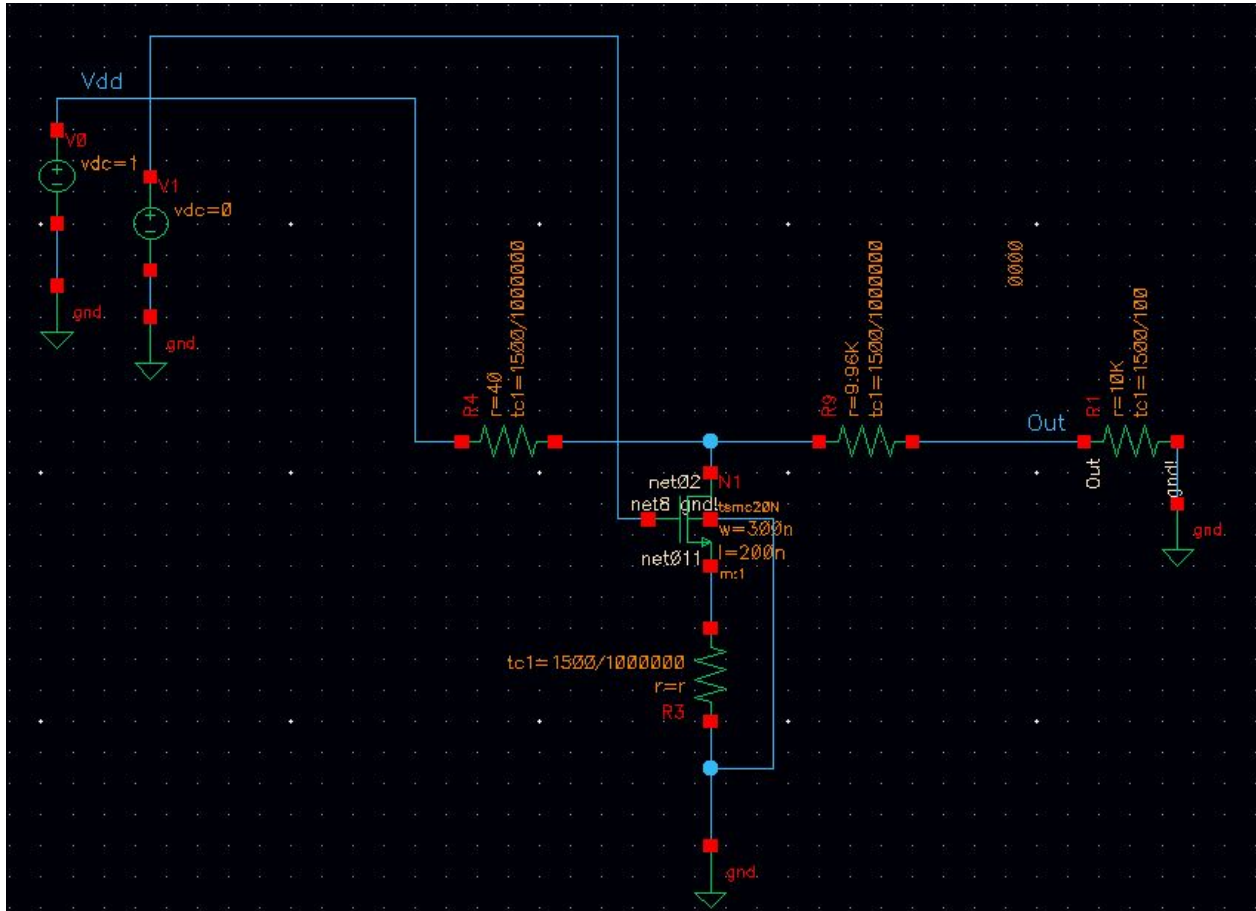 Vdd
V0
vdc=1
V1
vdc=0
gnd
gnd
R4
r=40
tc1=1500/1000000
R9
r=9.96K
tc1=1500/1000000
0000
Out
R1
r=10K
tc1=1500/100
Out
gnd!
gnd
net02
N1
net8
gnd!
tsmc20N
w=300n
l=200n
net011
m:1
tc1=1500/1000000
r=r
R3
gnd